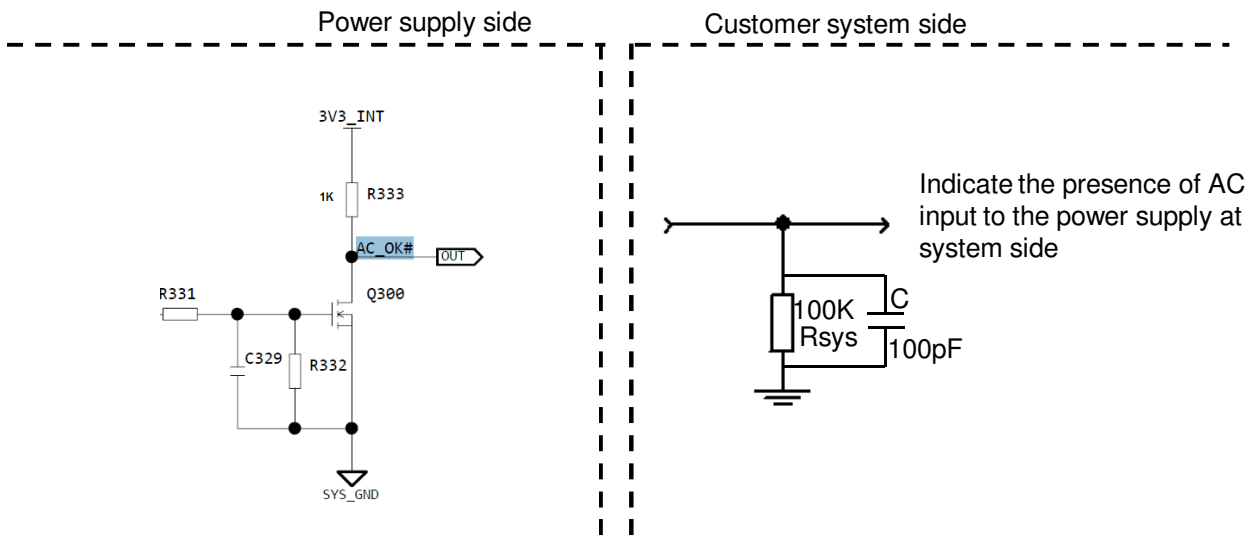 Power supply side
Customer system side
3V3_INT
1K
R333
AC_OK#
OUT
R331
Q300
C329
R332
SYS_GND
Indicate the presence of AC
input to the power supply at
system side
100K
Rsys
C
100pF